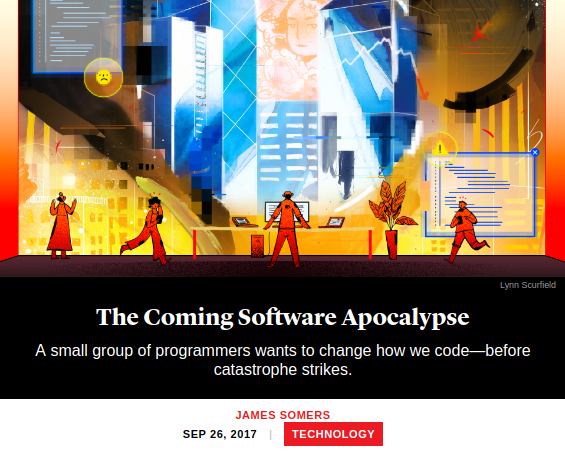 Lynn Scurfield
The Coming Software Apocalypse
A small group of programmers wants to change how we code—before
catastrophe strikes.
JAMES SOMERS
SEP 26, 2017 | TECHNOLOGY